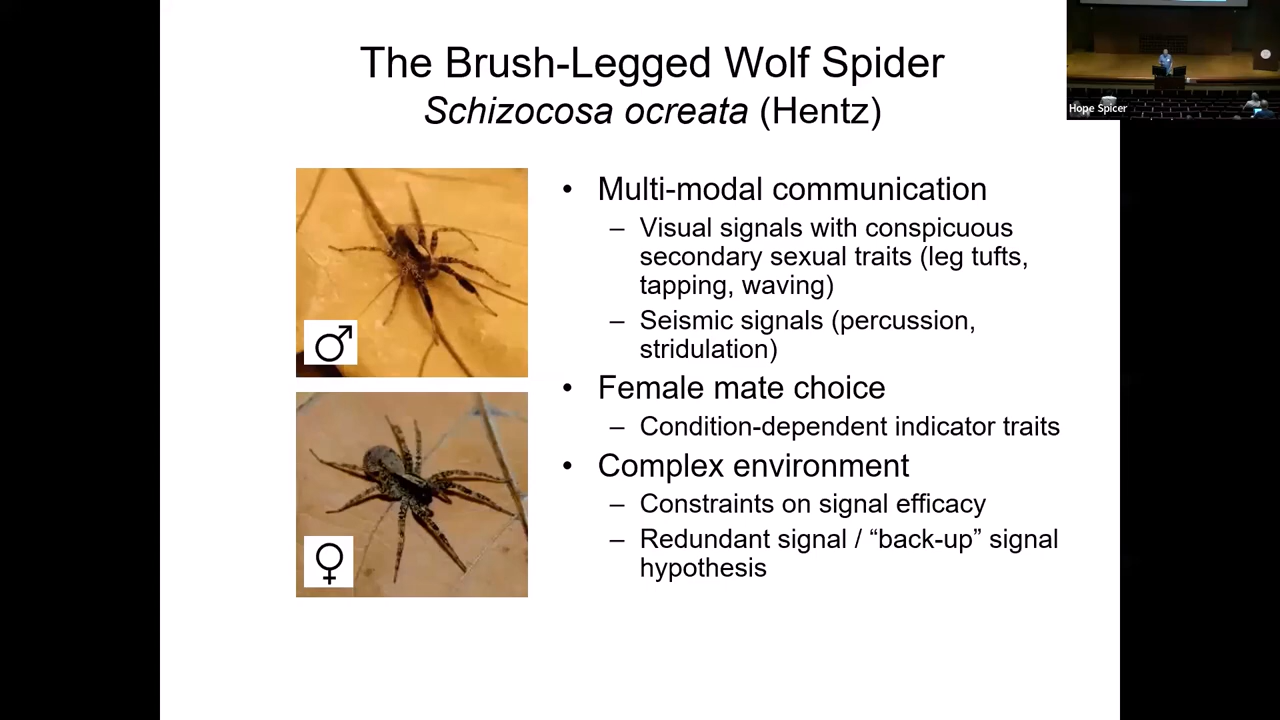 The Brush-Legged Wolf Spider
Schizocosa ocreata (Hentz)
Hope Spicer
• Multi-modal communication
– Visual signals with conspicuous
secondary sexual traits (leg tufts,
tapping, waving)
– Seismic signals (percussion,
stridulation)
• Female mate choice
– Condition-dependent indicator traits
• Complex environment
– Constraints on signal efficacy
– Redundant signal / “back-up” signal
hypothesis
♂
♀